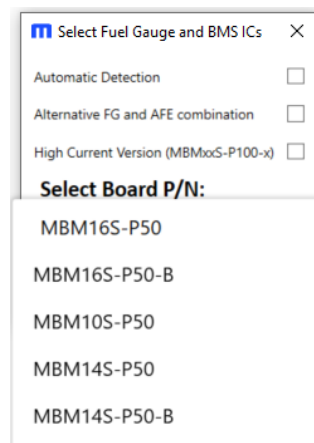 Select Fuel Gauge and BMS ICs
Automatic Detection
Alternative FG and AFE combination
High Current Version (MBMxxS-P100-x)
Select Board P/N:
MBM16S-P50
MBM16S-P50-B
MBM10S-P50
MBM14S-P50
MBM14S-P50-B